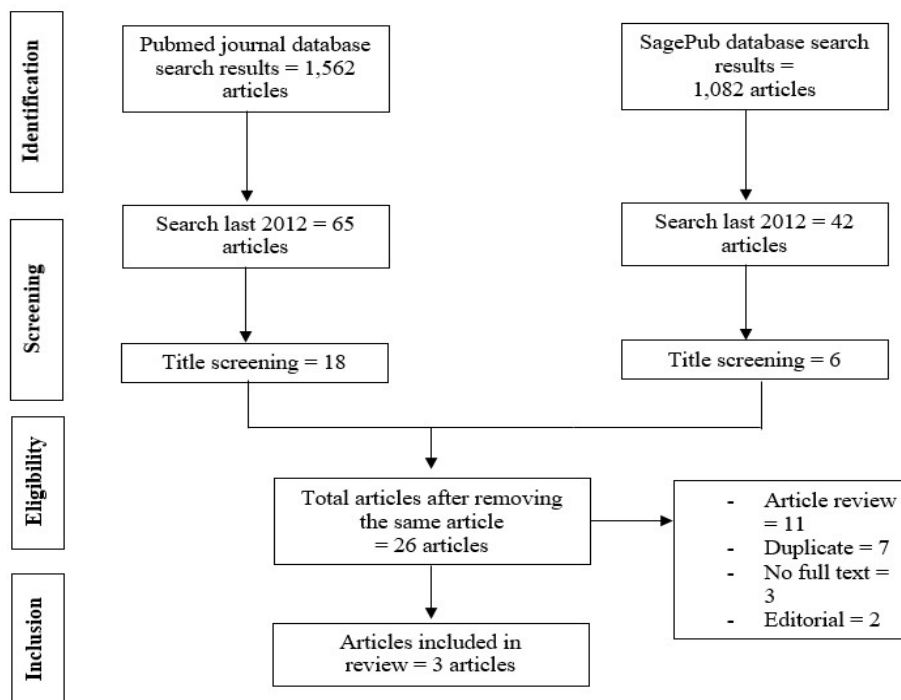 Identification
Pubmed journal database
search results = 1,562
articles
SagePub database search
results =
1,082 articles
Screening
Search last 2012 = 65
articles
Search last 2012 = 42
articles
Title screening = 18
Title screening = 6
Eligibility
Total articles after removing
the same article
= 26 articles
- Article review
= 11
- Duplicate = 7
- No full text =
3
- Editorial = 2
Inclusion
Articles included in
review = 3 articles